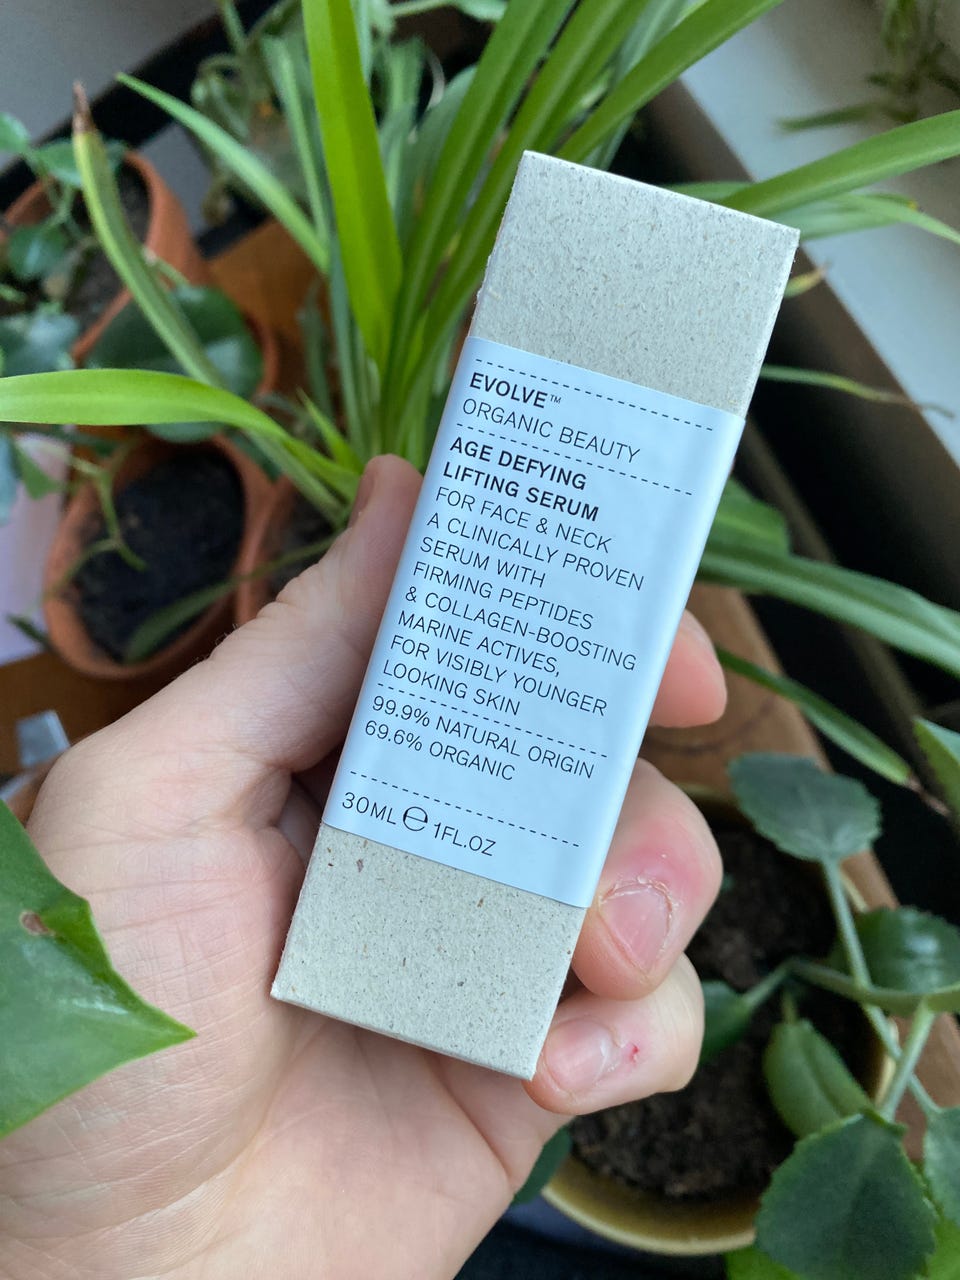 EVOLVE™
ORGANIC BEAUTY
AGE DEFYING
LIFTING SERUM
FOR FACE & NECK
A CLINICALLY PROVEN
SERUM WITH
FIRMING PEPTIDES
& COLLAGEN-BOOSTING
MARINE ACTIVES,
FOR VISIBLY YOUNGER
LOOKING SKIN
99.9% NATURAL ORIGIN
69.6% ORGANIC
30ML ℮ 1FL.OZ